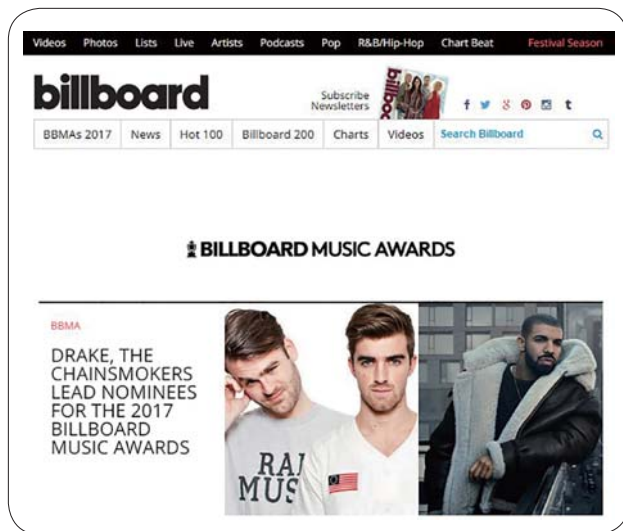 Videos Photos Lists Live Artists Podcasts Pop R&B/Hip-Hop Chart Beat Festival Season
billboard
Subscribe
Newsletters
billboard
BBMAs 2017 News Hot 100 Billboard 200 Charts Videos Search Billboard
BILLBOARD MUSIC AWARDS
BBMA
DRAKE, THE
CHAINSMOKERS
LEAD NOMINEES
FOR THE 2017
BILLBOARD
MUSIC AWARDS